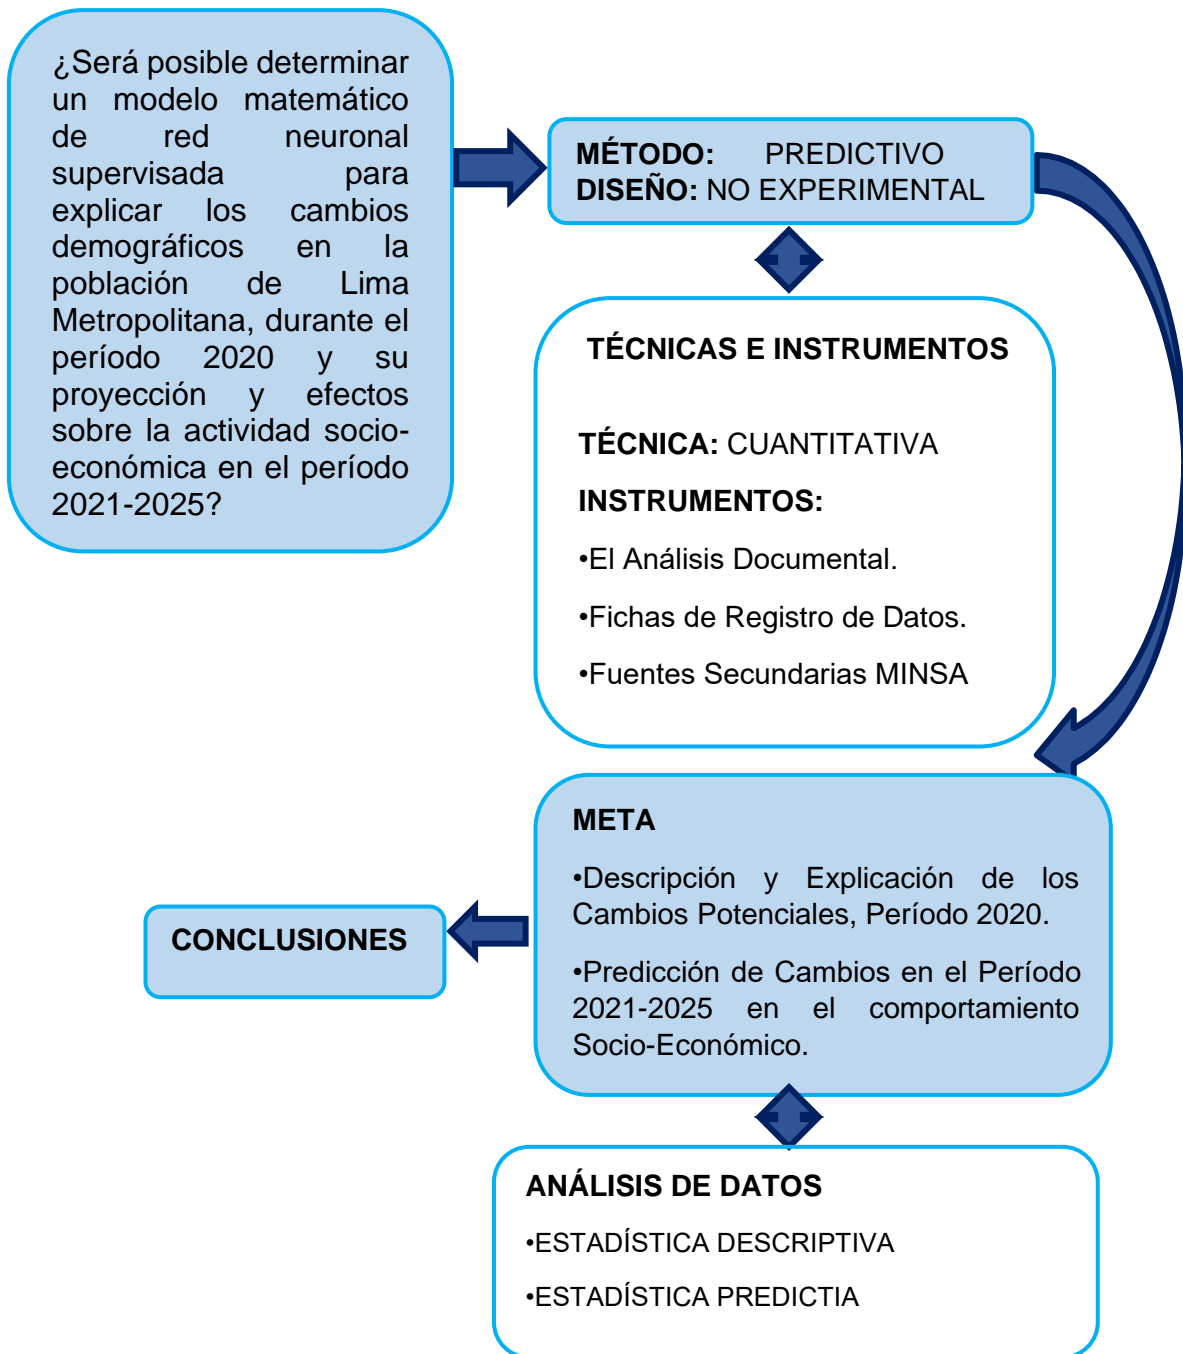 ¿Será posible determinar
un modelo matemático
de red neuronal
supervisada para
explicar los cambios
demográficos en la
población de Lima
Metropolitana, durante el
período 2020 y su
proyección y efectos
sobre la actividad socio-
económica en el período
2021-2025?
MÉTODO: PREDICTIVO
DISEÑO: NO EXPERIMENTAL
TÉCNICAS E INSTRUMENTOS
TÉCNICA: CUANTITATIVA
INSTRUMENTOS:
•El Análisis Documental.
•Fichas de Registro de Datos.
•Fuentes Secundarias MINSA
META
•Descripción y Explicación de los
Cambios Potenciales, Período 2020.
•Predicción de Cambios en el Período
2021-2025 en el comportamiento
Socio-Económico.
CONCLUSIONES
ANÁLISIS DE DATOS
•ESTADÍSTICA DESCRIPTIVA
•ESTADÍSTICA PREDICTIA